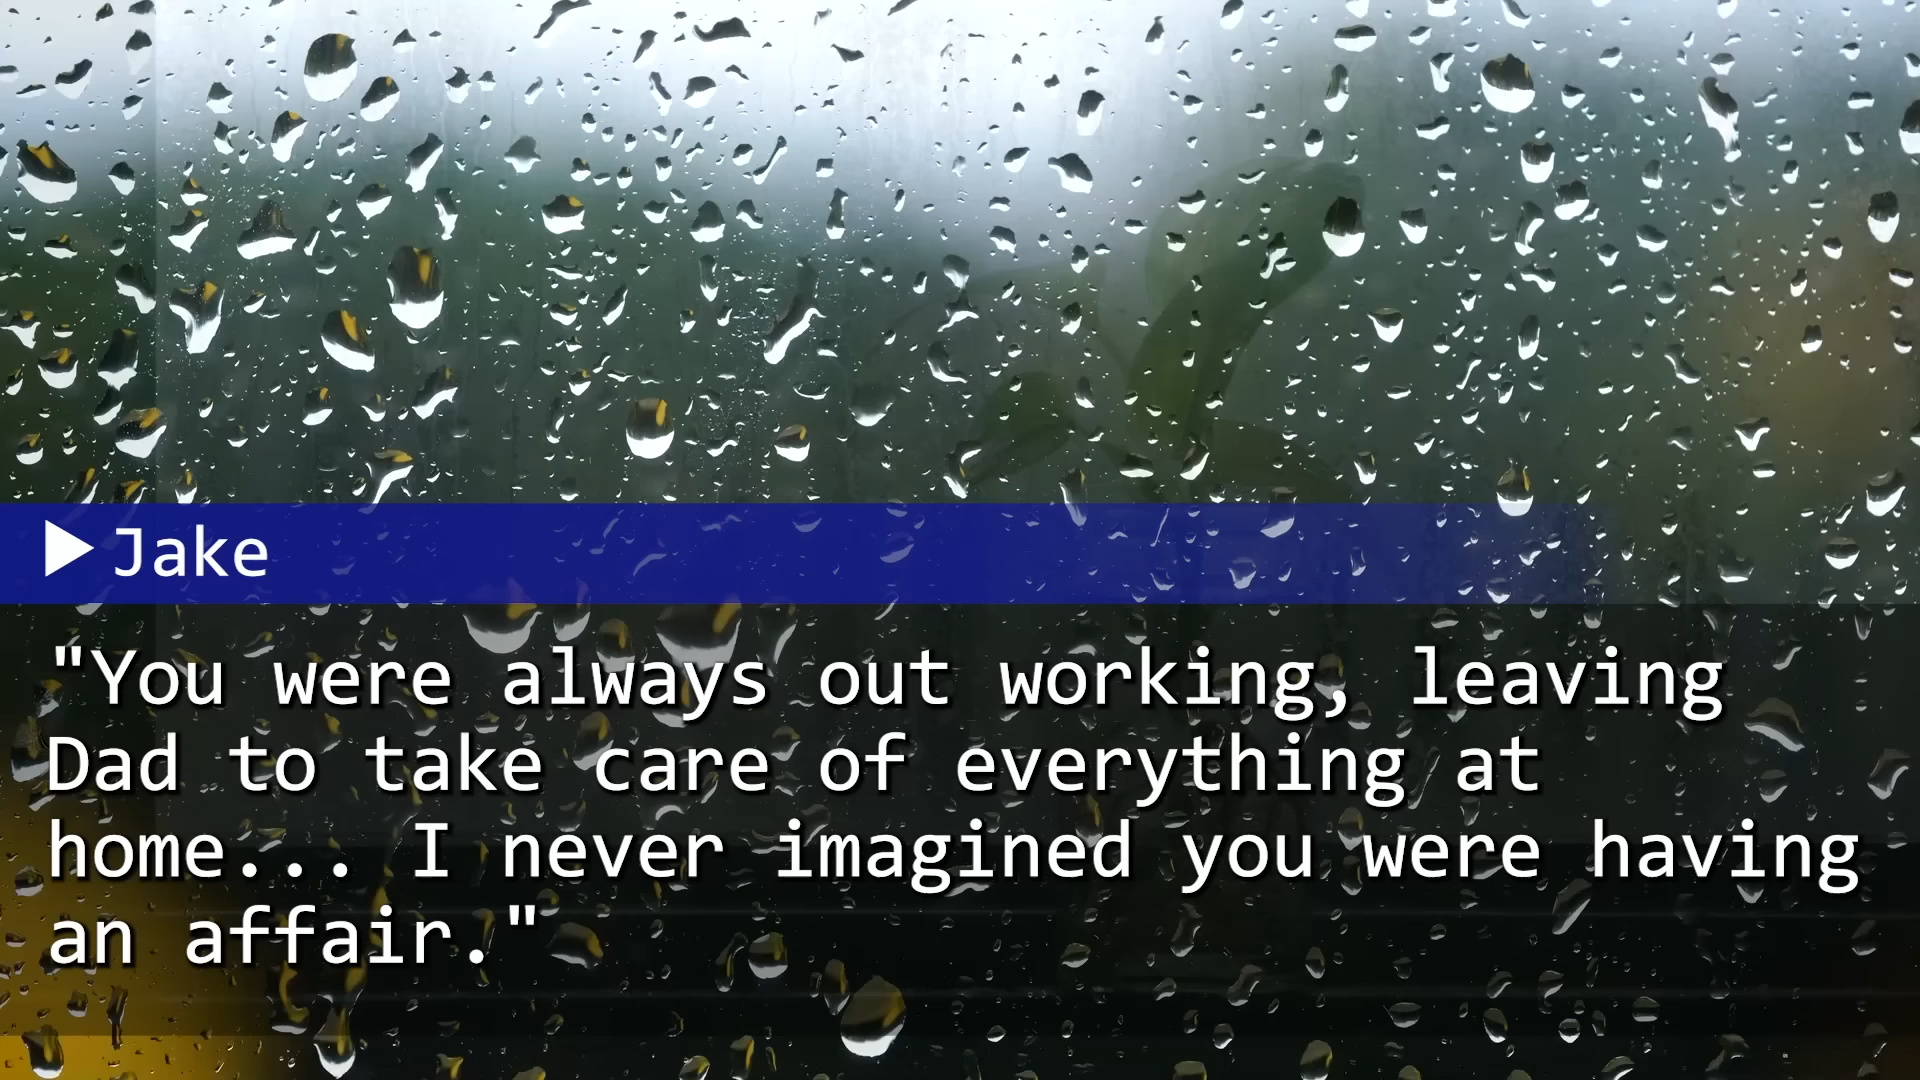 Jake
"You were always out working, leaving
Dad to take care of everything at
home... I never imagined you were having
an affair."